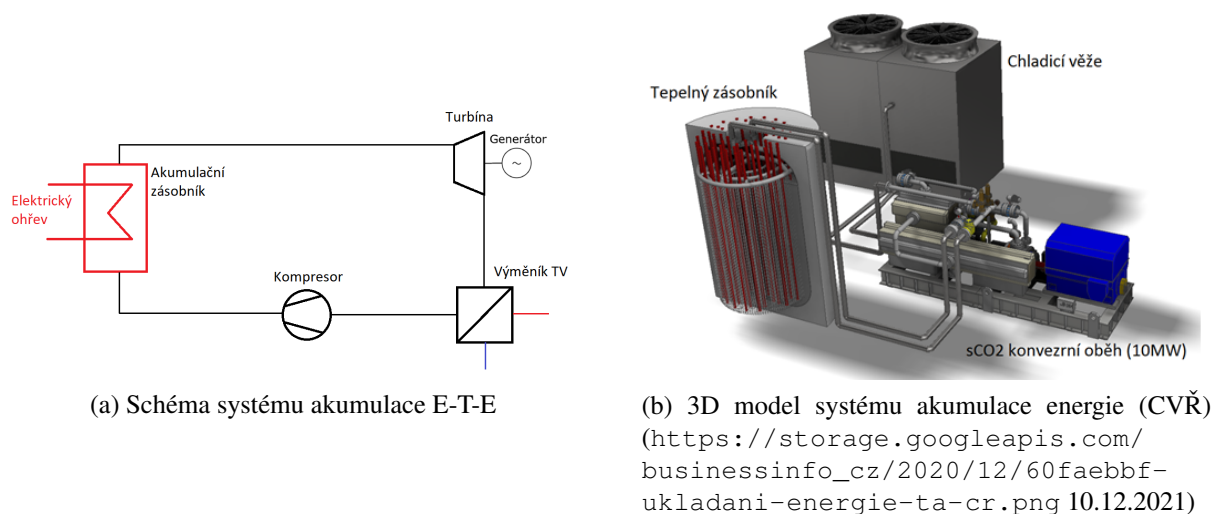 Turbína
Generátor
~
Akumulační
zásobník
Elektrický
ohřev
Kompresor
Výměník TV
(a) Schéma systému akumulace E-T-E
Chladicí věže
Tepelný zásobník
sCO2 konvezrní oběh (10MW)
(b) 3D model systému akumulace energie (CVŘ)
(https://storage.googleapis.com/
businessinfo_cz/2020/12/60faebbf-
ukladani-energie-ta-cr.png 10.12.2021)